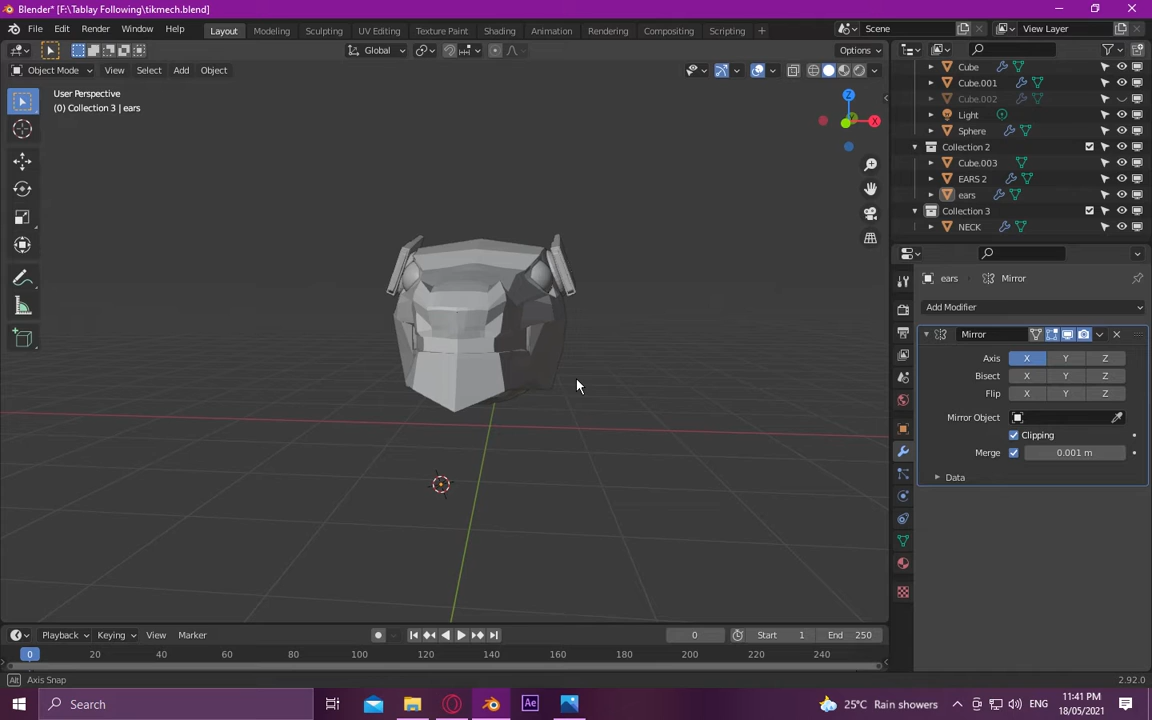 Blender* [F:\Tablay Following\tikmech.blend]
File Edit Render Window Help Layout Modeling Sculpting UV Editing Texture Paint Shading Animation Rendering Compositing Scripting + Scene View Layer
Global Options
Object Mode View Select Add Object
User Perspective
(0) Collection 3 | ears
Z
X
Cube
Cube.001
Cube.002
Light
Sphere
Collection 2
Cube.003
EARS 2
ears
Collection 3
NECK
ears Mirror
Add Modifier
Mirror
Axis X Y Z
Bisect X Y Z
Flip X Y Z
Mirror Object
Clipping
Merge 0.001 m
Data
Playback Keying View Marker 0 Start 1 End 250
0 20 40 60 80 100 120 140 160 180 200 220 240
Alt Axis Snap 2.92.0
Search Ae 25°C Rain showers ENG 11:41 PM
18/05/2021